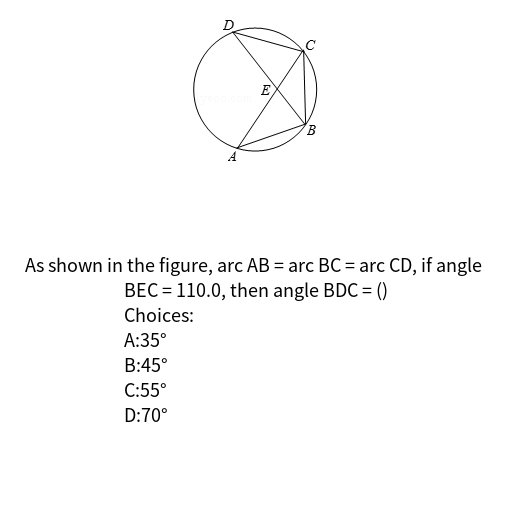 D
C
E
B
A
As shown in the figure, arc AB = arc BC = arc CD, if angle
BEC = 110.0, then angle BDC = ()
Choices:
A:35°
B:45°
C:55°
D:70°